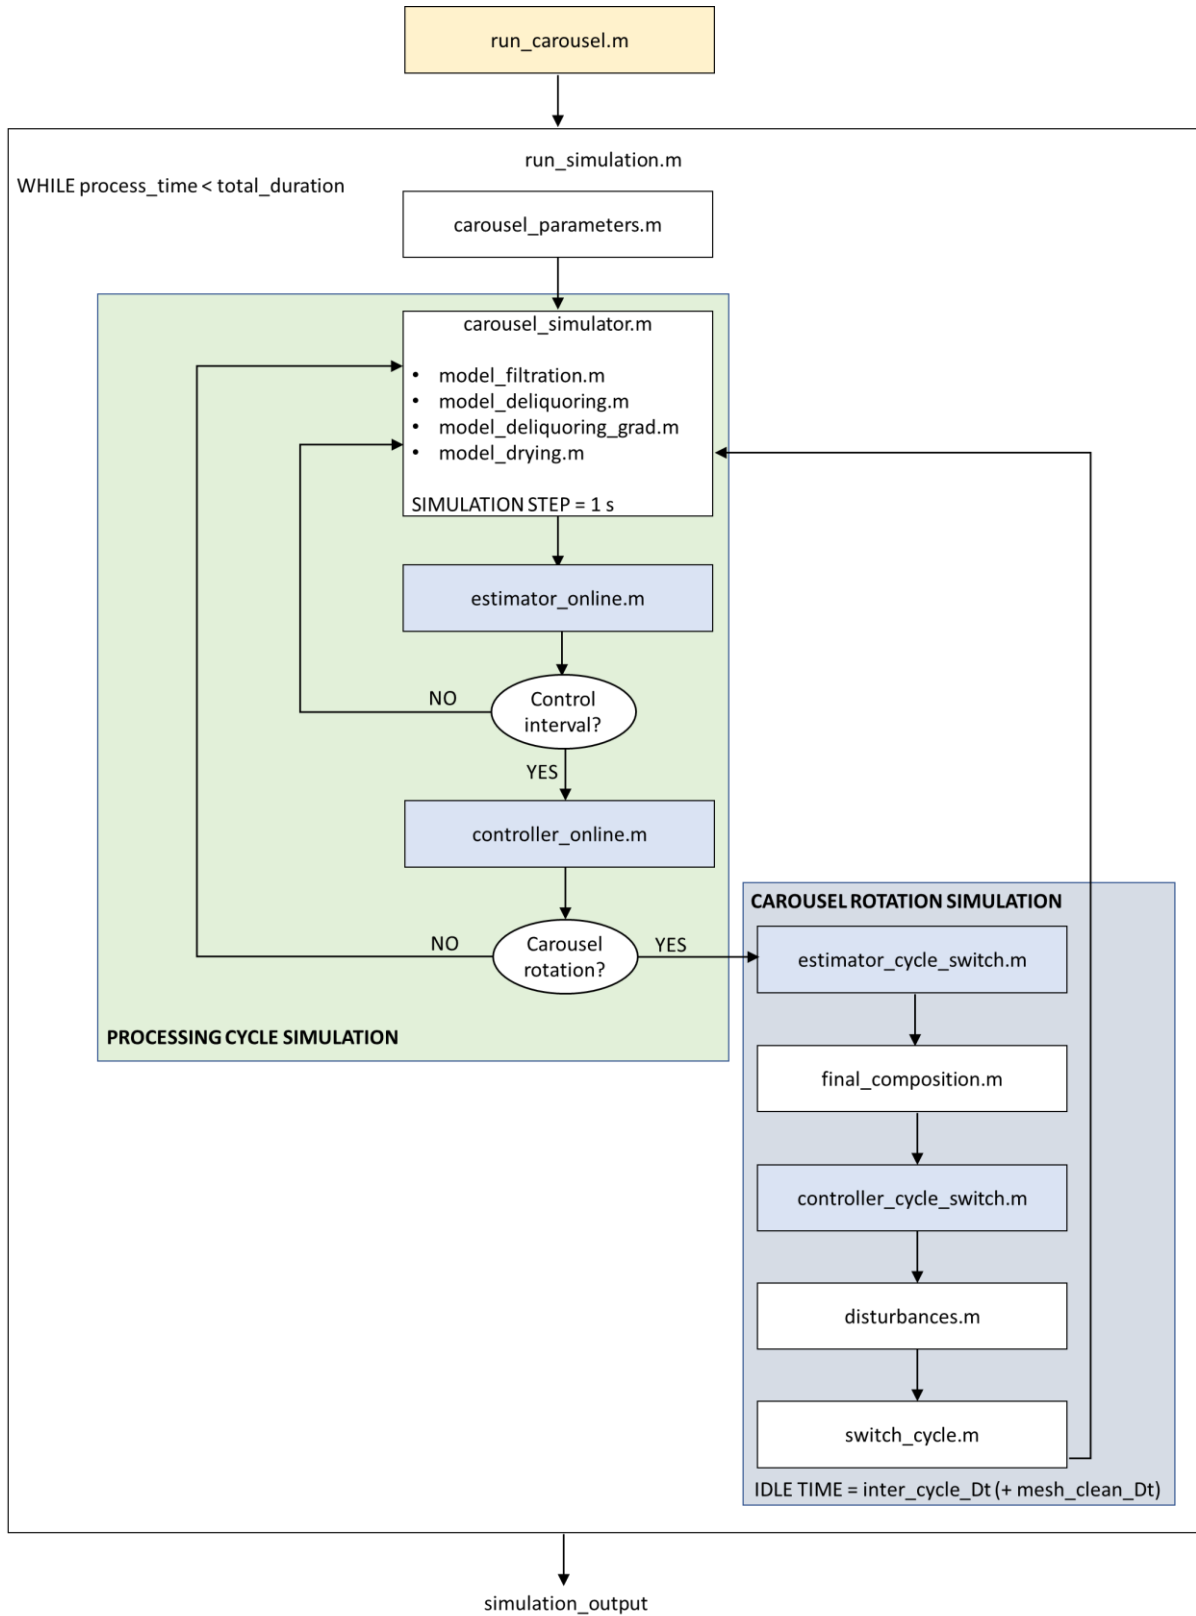 run_carousel.m
run_simulation.m
WHILE process_time < total_duration
carousel_parameters.m
carousel_simulator.m
• model_filtration.m
• model_deliquoring.m
• model_deliquoring_grad.m
• model_drying.m
SIMULATION STEP = 1 s
estimator_online.m
Control
interval?
NO
YES
controller_online.m
Carousel
rotation?
NO
YES
PROCESSING CYCLE SIMULATION
CAROUSEL ROTATION SIMULATION
estimator_cycle_switch.m
final_composition.m
controller_cycle_switch.m
disturbances.m
switch_cycle.m
IDLE TIME = inter_cycle_Dt (+ mesh_clean_Dt)
simulation_output